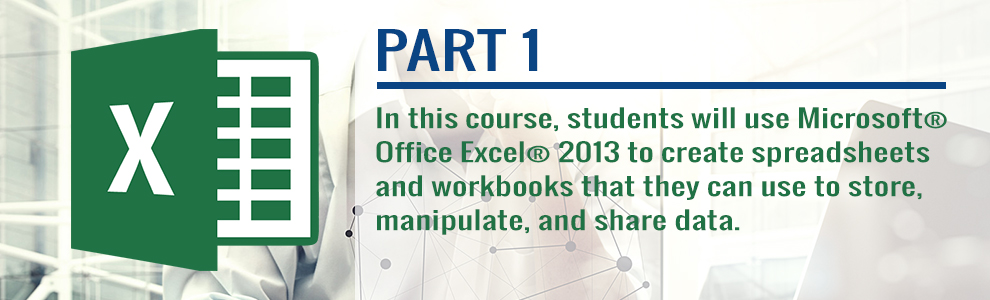 X
PART 1
In this course, students will use Microsoft®
Office Excel® 2013 to create spreadsheets
and workbooks that they can use to store,
manipulate, and share data.